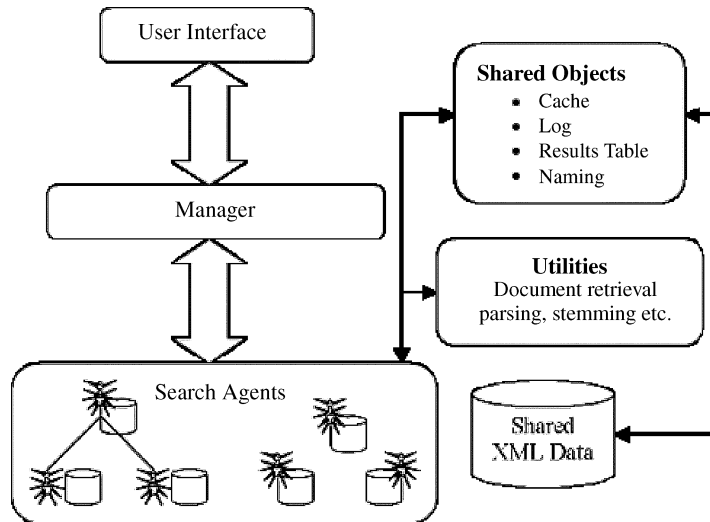 User Interface
Manager
Search Agents
Shared Objects
• Cache
• Log
• Results Table
• Naming
Utilities
Document retrieval
parsing, stemming etc.
Shared
XML Data